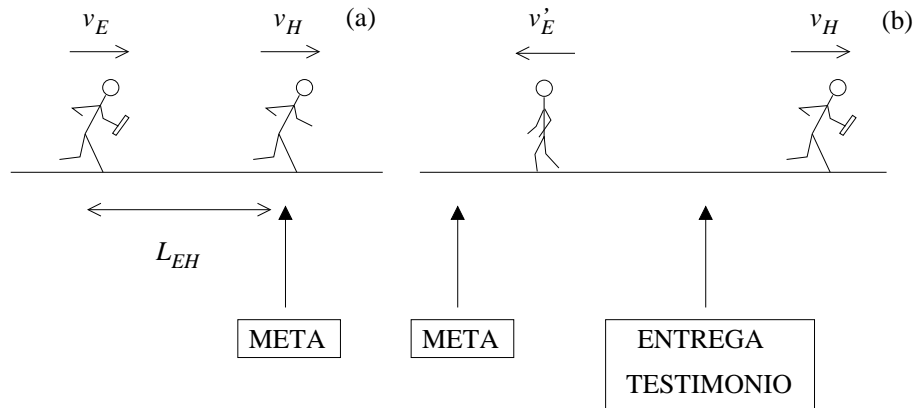 v_E v_H (a) v'_E v_H (b)
L_EH
META META ENTREGA
TESTIMONIO